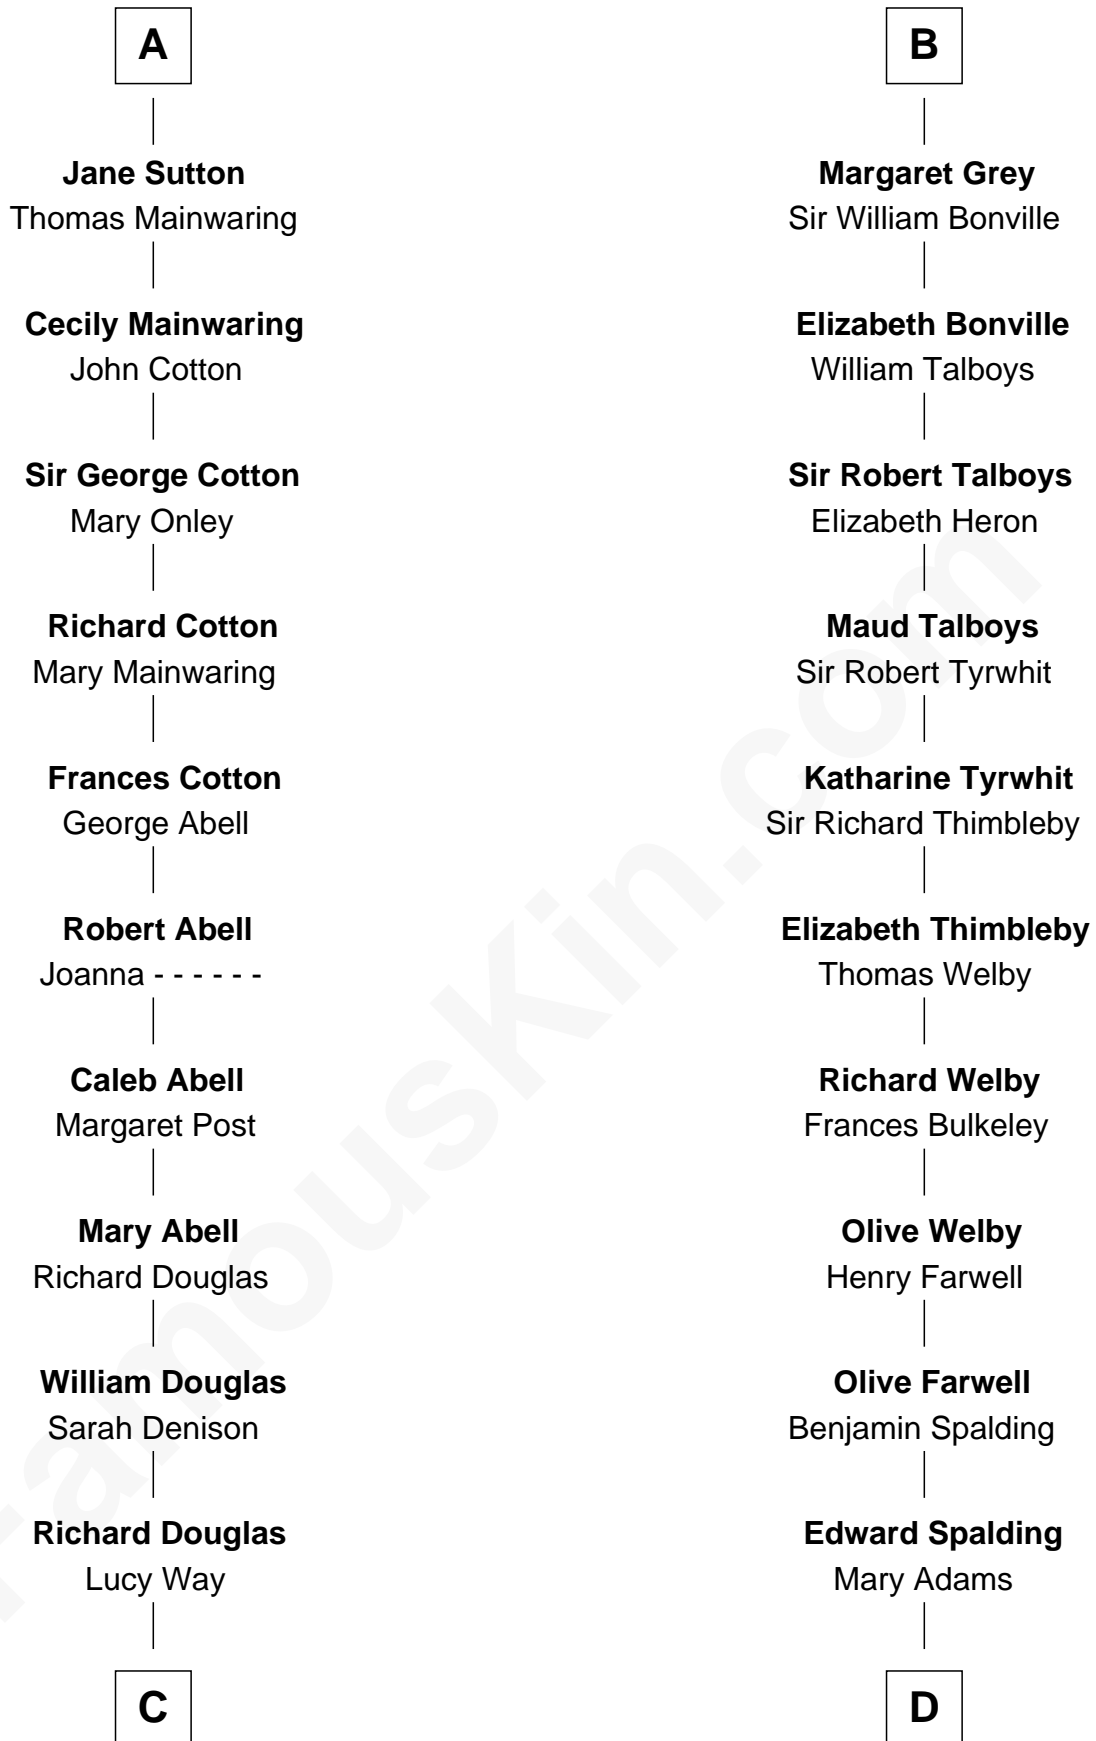 A
Jane Sutton
Thomas Mainwaring
Cecily Mainwaring
John Cotton
Sir George Cotton
Mary Onley
Richard Cotton
Mary Mainwaring
Frances Cotton
George Abell
Robert Abell
Joanna - - - - - -
Caleb Abell
Margaret Post
Mary Abell
Richard Douglas
William Douglas
Sarah Denison
Richard Douglas
Lucy Way
C
B
Margaret Grey
Sir William Bonville
Elizabeth Bonville
William Talboys
Sir Robert Talboys
Elizabeth Heron
Maud Talboys
Sir Robert Tyrwhit
Katharine Tyrwhit
Sir Richard Thimbleby
Elizabeth Thimbleby
Thomas Welby
Richard Welby
Frances Bulkeley
Olive Welby
Henry Farwell
Olive Farwell
Benjamin Spalding
Edward Spalding
Mary Adams
D
FamousKin.com